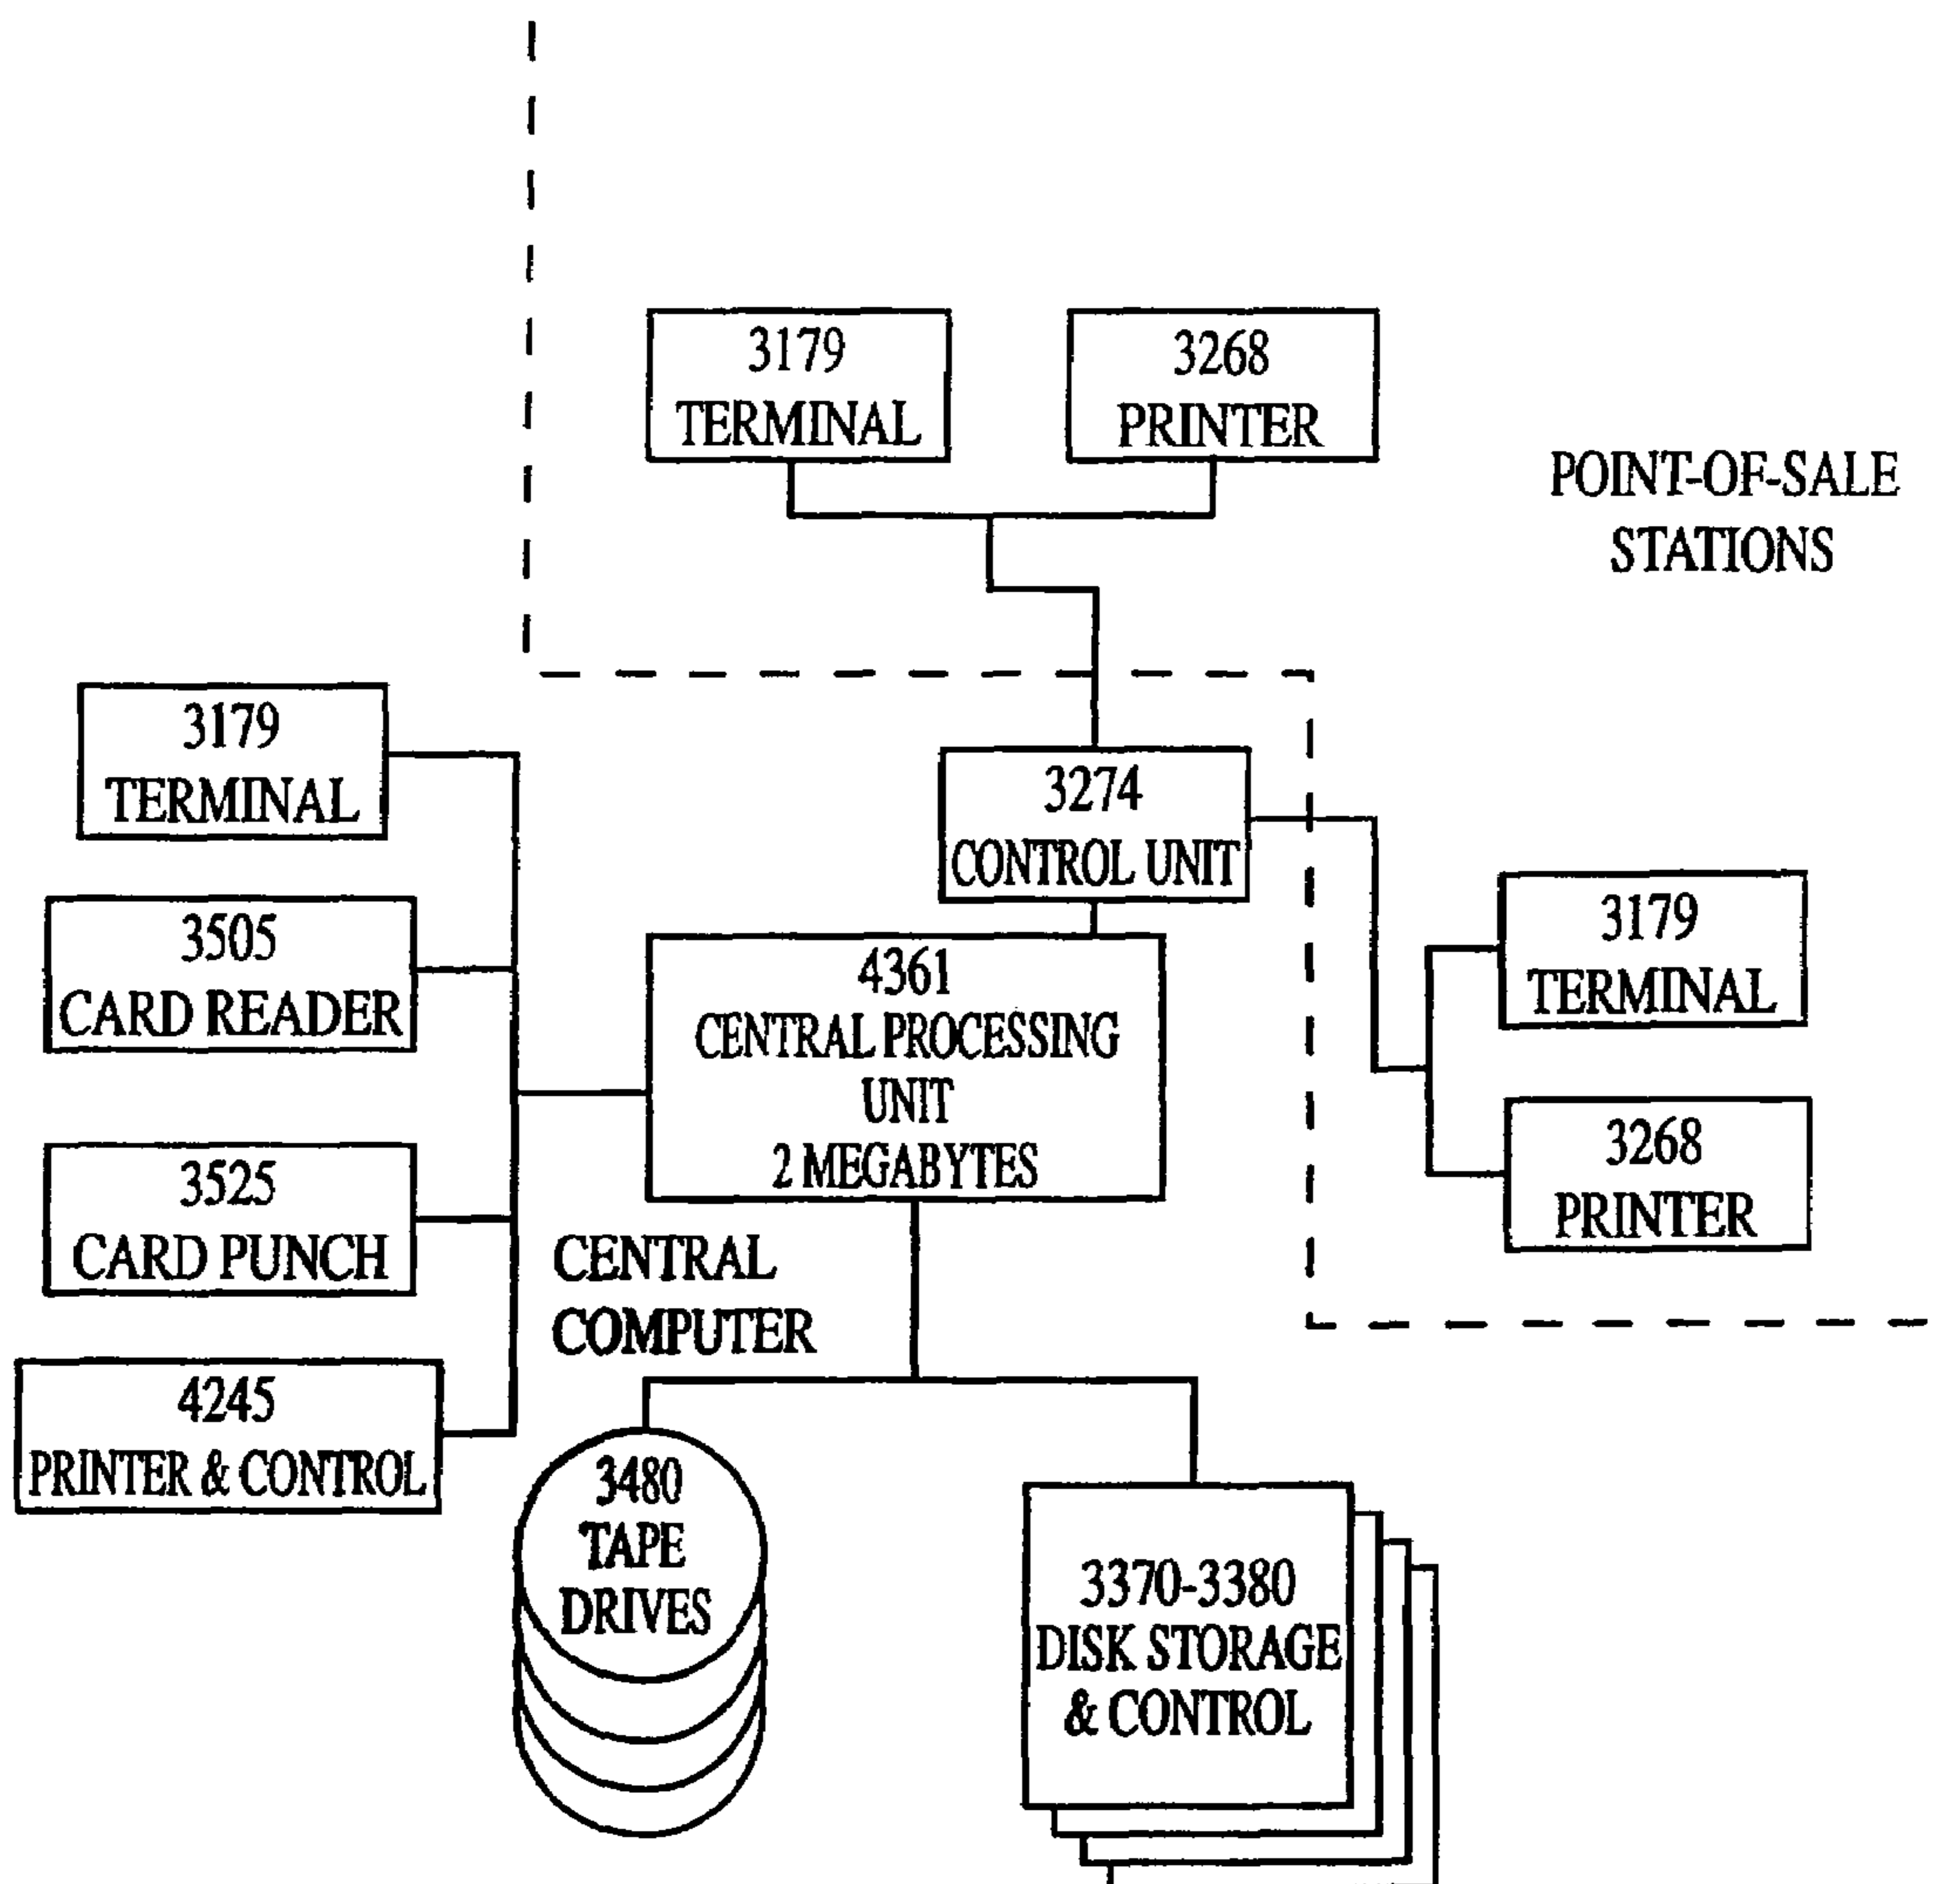 3179
TERMINAL
3268
PRINTER
POINT-OF-SALE
STATIONS
3179
TERMINAL
3274
CONTROL UNIT
3505
CARD READER
4361
CENTRAL PROCESSING
UNIT
2 MEGABYTES
3179
TERMINAL
3268
PRINTER
3525
CARD PUNCH
CENTRAL
COMPUTER
4245
PRINTER & CONTROL
3480
TAPE
DRIVES
3370-3380
DISK STORAGE
& CONTROL